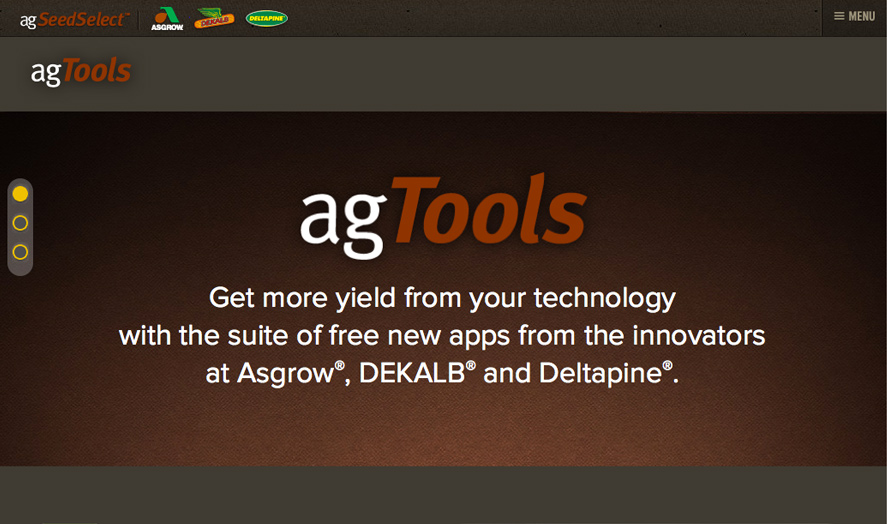 agSeedSelect™
ASGROW
DEKALB
DELTAPINE
MENU
agTools
agTools
Get more yield from your technology
with the suite of free new apps from the innovators
at Asgrow®, DEKALB® and Deltapine®.